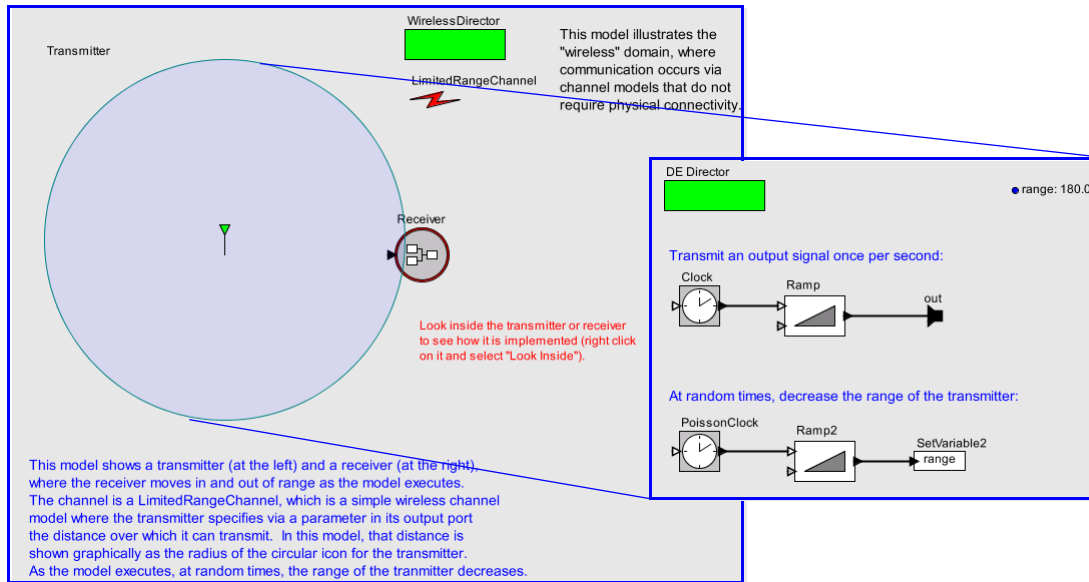 Transmitter
WirelessDirector
LimitedRangeChannel
This model illustrates the
"wireless" domain, where
communication occurs via
channel models that do not
require physical connectivity.
Receiver
Look inside the transmitter or receiver
to see how it is implemented (right click
on it and select "Look Inside").
This model shows a transmitter (at the left) and a receiver (at the right),
where the receiver moves in and out of range as the model executes.
The channel is a LimitedRangeChannel, which is a simple wireless channel
model where the transmitter specifies via a parameter in its output port
the distance over which it can transmit. In this model, that distance is
shown graphically as the radius of the circular icon for the transmitter.
As the model executes, at random times, the range of the tranmitter decreases.
DE Director
range: 180.0
Transmit an output signal once per second:
Clock
Ramp
out
At random times, decrease the range of the transmitter:
PoissonClock
Ramp2
SetVariable2
range